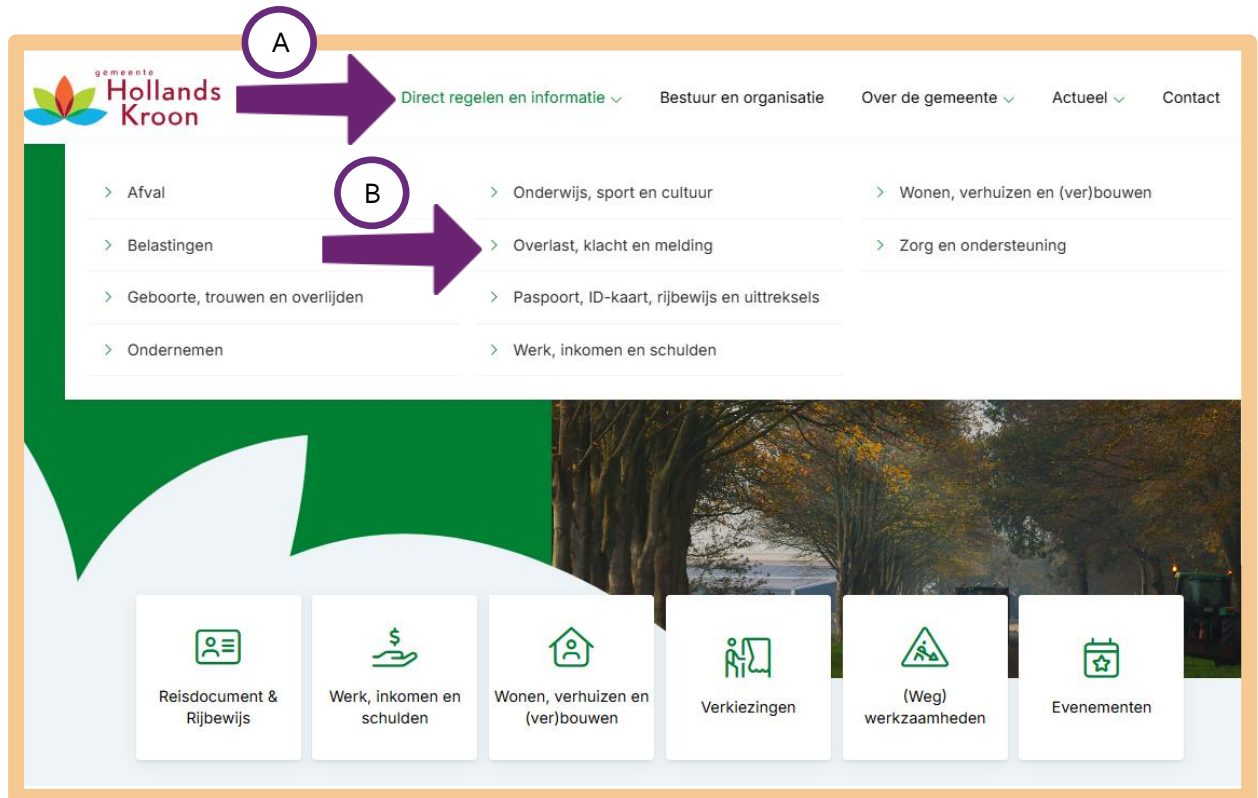 A
gemeente
Hollands
Kroon
Direct regelen en informatie
Bestuur en organisatie
Over de gemeente
Actueel
Contact
B
Afval
Belastingen
Geboorte, trouwen en overlijden
Ondernemen
Onderwijs, sport en cultuur
Overlast, klacht en melding
Paspoort, ID-kaart, rijbewijs en uittreksels
Werk, inkomen en schulden
Wonen, verhuizen en (ver)bouwen
Zorg en ondersteuning
Reisdocument &
Rijbewijs
Werk, inkomen en
schulden
Wonen, verhuizen en
(ver)bouwen
Verkiezingen
(Weg)
werkzaamheden
Evenementen